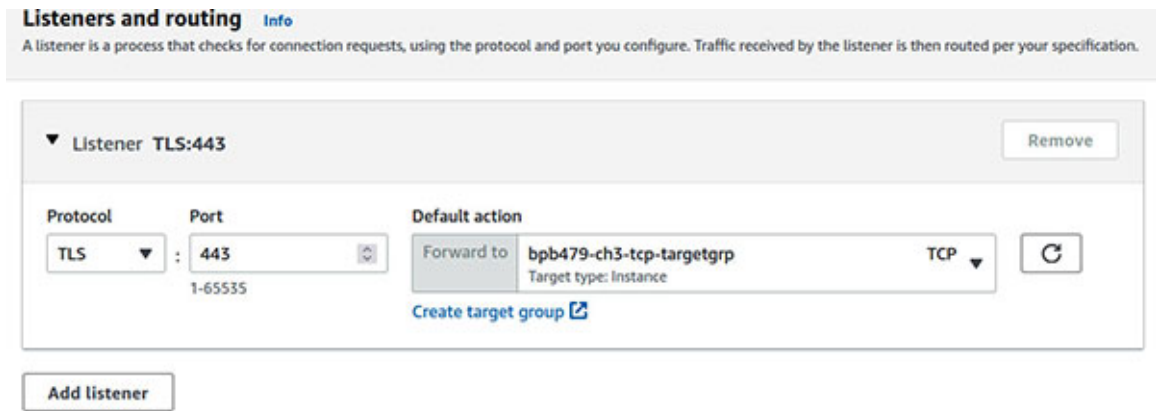 Listeners and routing Info
A listener is a process that checks for connection requests, using the protocol and port you configure. Traffic received by the listener is then routed per your specification.
Listener TLS:443
Remove
Protocol Port Default action
TLS : 443 Forward to bpb479-ch3-tcp-targetgrp TCP
Target type: Instance
1-65535
Create target group
Add listener